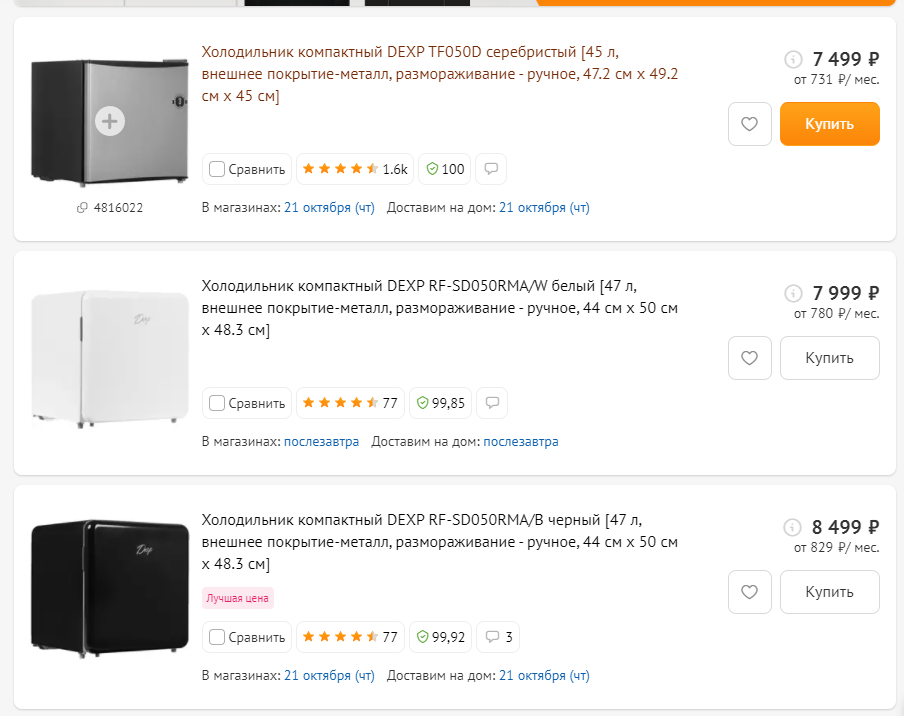 Холодильник компактный DEXP TF050D серебристый [45 л,
внешнее покрытие-металл, размораживание - ручное, 47.2 см x 49.2
см x 45 см]
7 499 ₽
от 731 ₽/ мес.
Купить
Сравнить
1.6k
100
4816022
В магазинах: 21 октября (чт) Доставим на дом: 21 октября (чт)
Dexp
Холодильник компактный DEXP RF-SD050RMA/W белый [47 л,
внешнее покрытие-металл, размораживание - ручное, 44 см x 50 см
x 48.3 см]
7 999 ₽
от 780 ₽/ мес.
Купить
Сравнить
77
99,85
В магазинах: послезавтра Доставим на дом: послезавтра
Dexp
Холодильник компактный DEXP RF-SD050RMA/B черный [47 л,
внешнее покрытие-металл, размораживание - ручное, 44 см x 50 см
x 48.3 см]
8 499 ₽
от 829 ₽/ мес.
Купить
Лучшая цена
Сравнить
77
99,92
3
В магазинах: 21 октября (чт) Доставим на дом: 21 октября (чт)